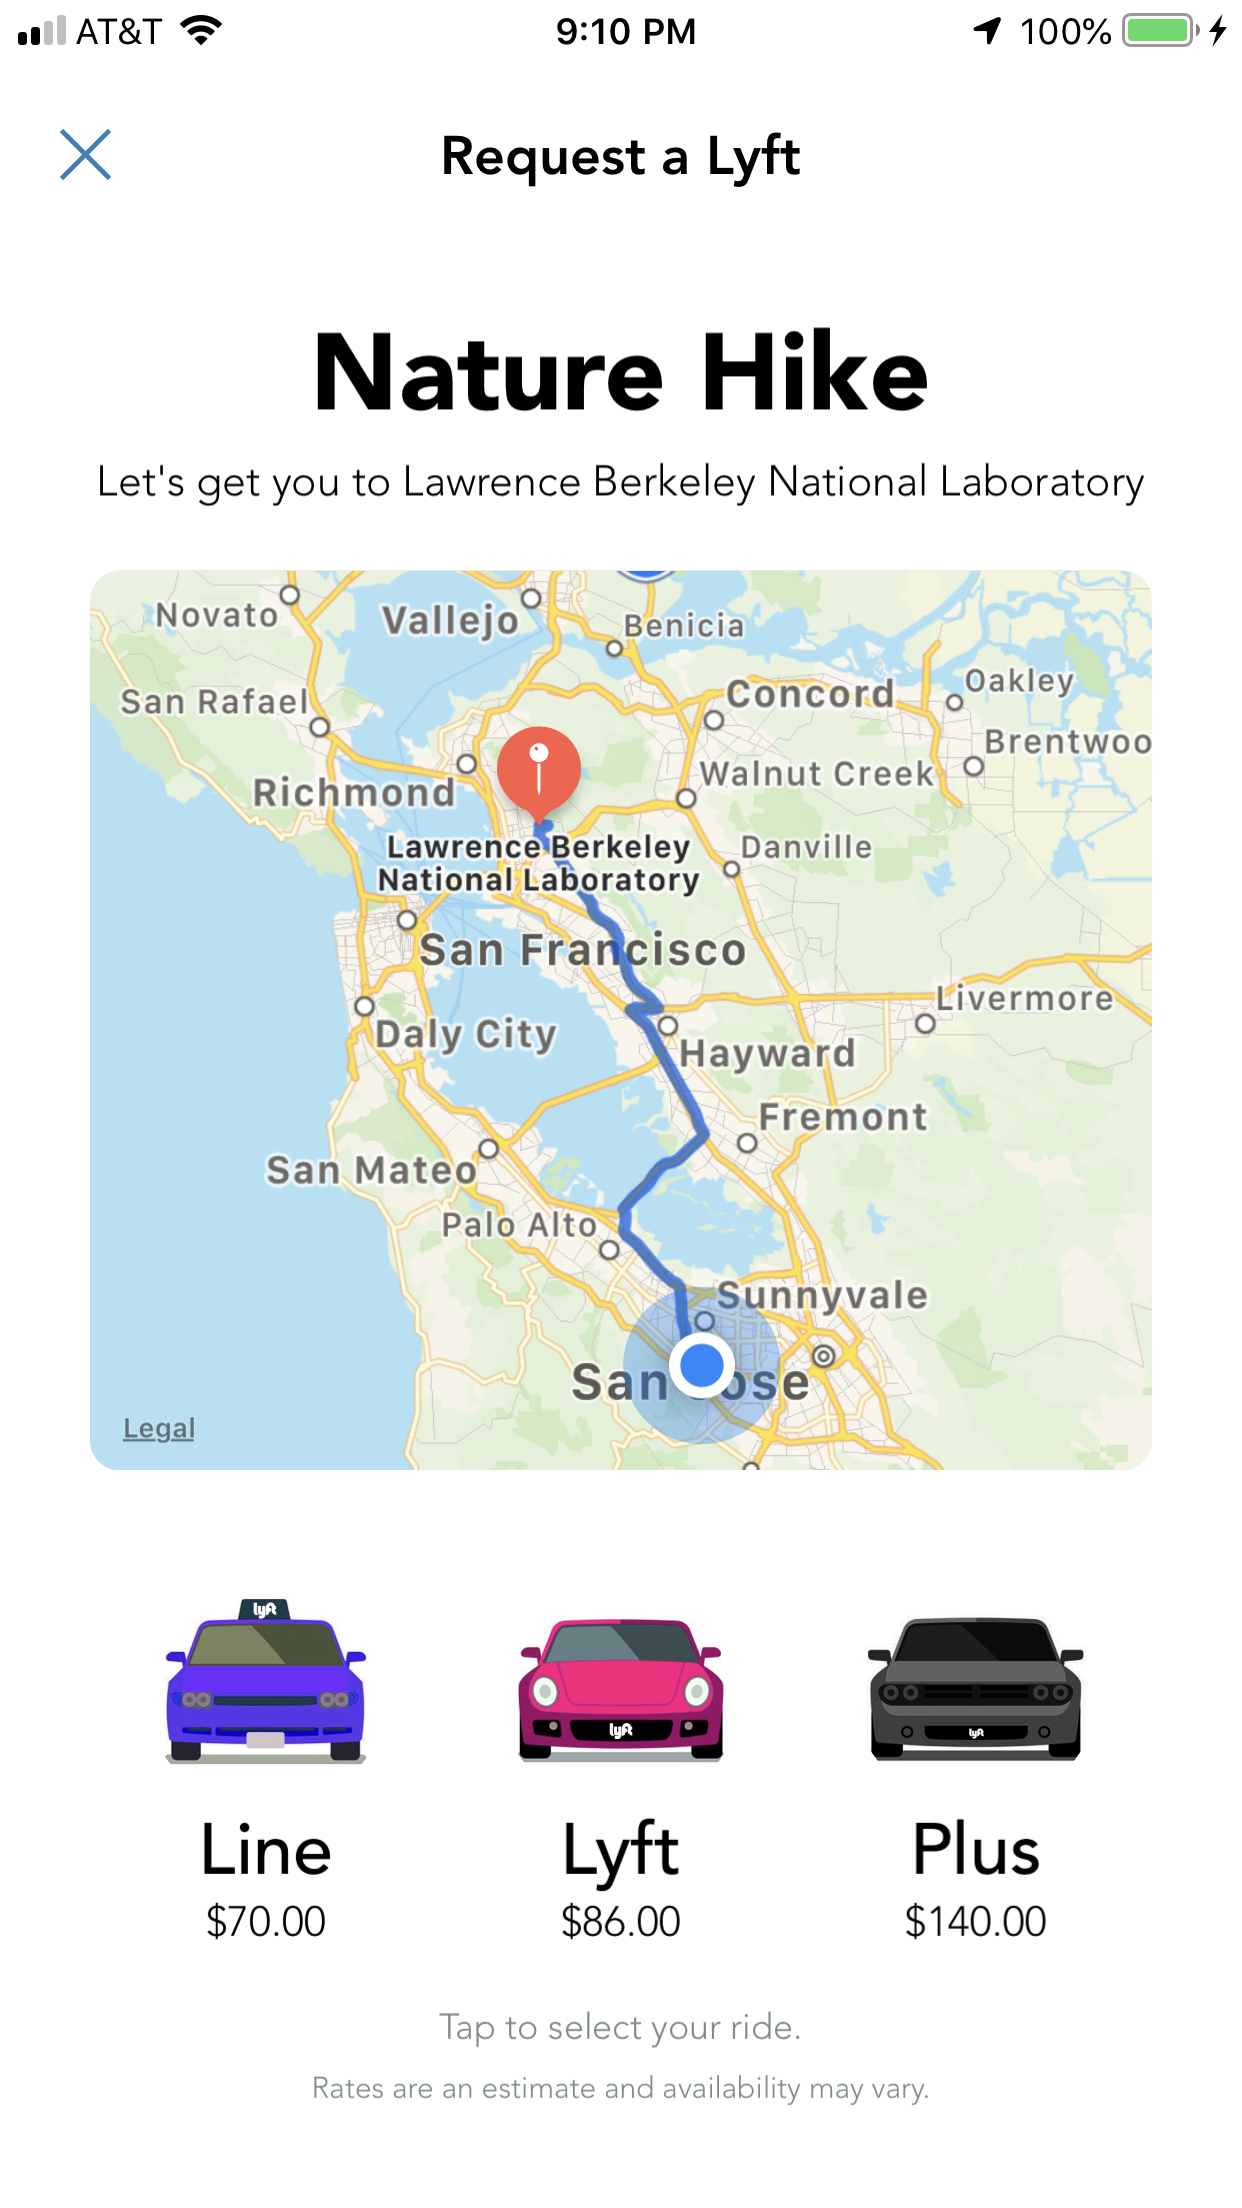 AT&T 9:10 PM 100%
Request a Lyft
Nature Hike
Let's get you to Lawrence Berkeley National Laboratory
Novato
Vallejo
Benicia
San Rafael
Concord
Oakley
Brentwoo
Richmond
Walnut Creek
Lawrence Berkeley
National Laboratory
Danville
San Francisco
Livermore
Daly City
Hayward
Fremont
San Mateo
Palo Alto
Sunnyvale
San Jose
Legal
lyft
lyft
lyft
Line
Lyft
Plus
$70.00
$86.00
$140.00
Tap to select your ride.
Rates are an estimate and availability may vary.